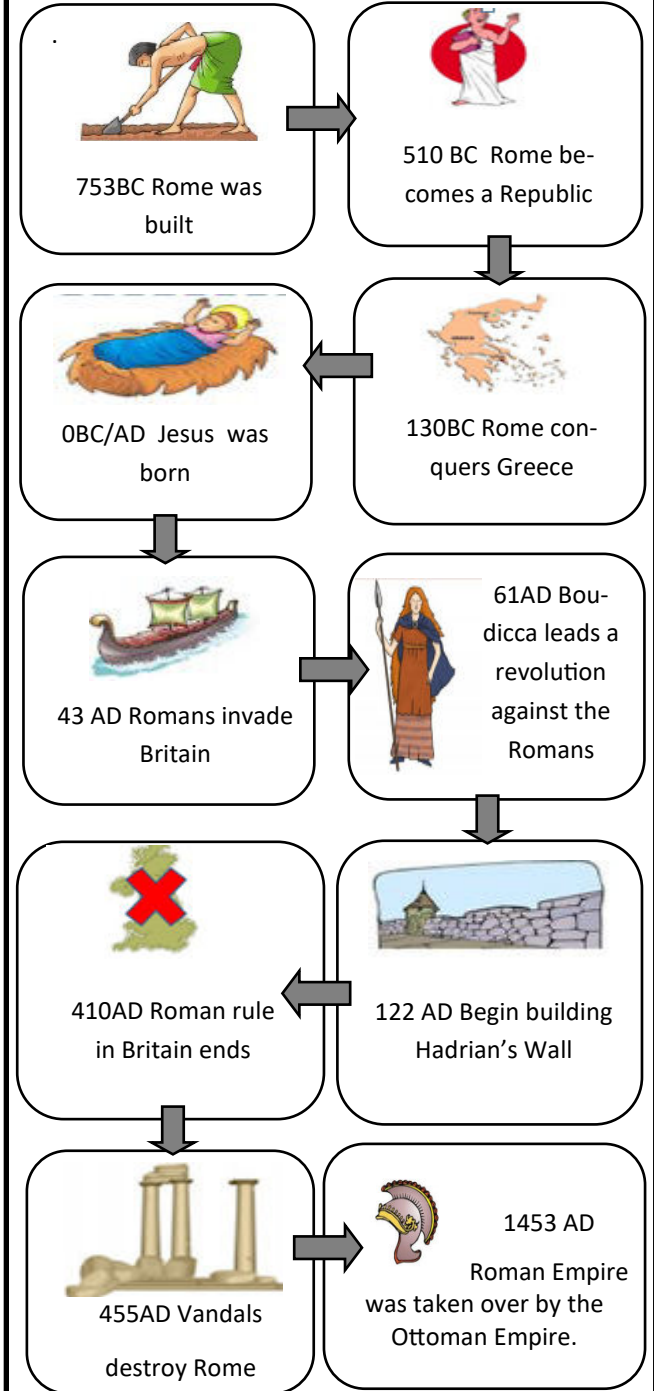 .
753BC Rome was
built
510 BC Rome be-
comes a Republic
130BC Rome con-
quers Greece
0BC/AD Jesus was
born
43 AD Romans invade
Britain
61AD Bou-
dicca leads a
revolution
against the
Romans
122 AD Begin building
Hadrian’s Wall
410AD Roman rule
in Britain ends
455AD Vandals
destroy Rome
1453 AD
Roman Empire
was taken over by the
Ottoman Empire.